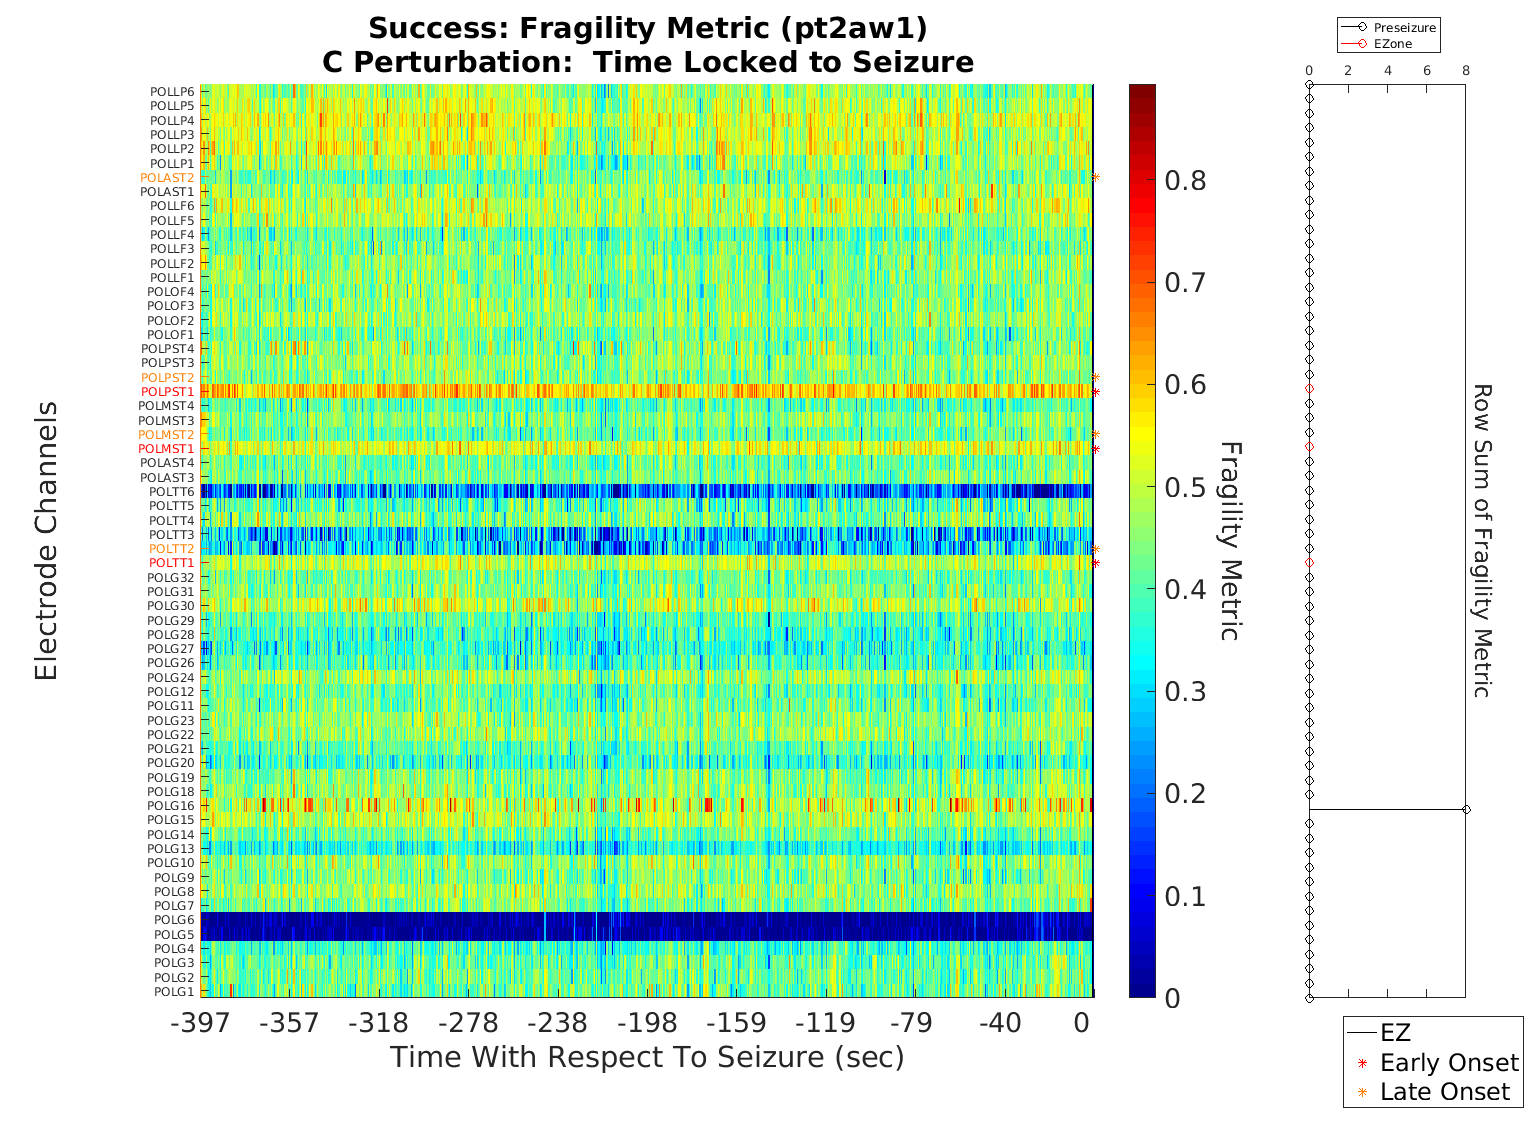 Success: Fragility Metric (pt2aw1)
C Perturbation:  Time Locked to Seizure
Electrode Channels
POLLP6
POLLP5
POLLP4
POLLP3
POLLP2
POLLP1
POLAST2
POLAST1
POLLF6
POLLF5
POLLF4
POLLF3
POLLF2
POLLF1
POLOF4
POLOF3
POLOF2
POLOF1
POLPST4
POLPST3
POLPST2
POLPST1
POLMST4
POLMST3
POLMST2
POLMST1
POLAST4
POLAST3
POLTT6
POLTT5
POLTT4
POLTT3
POLTT2
POLTT1
POLG32
POLG31
POLG30
POLG29
POLG28
POLG27
POLG26
POLG24
POLG12
POLG11
POLG23
POLG22
POLG21
POLG20
POLG19
POLG18
POLG16
POLG15
POLG14
POLG13
POLG10
POLG9
POLG8
POLG7
POLG6
POLG5
POLG4
POLG3
POLG2
POLG1
-397 -357 -318 -278 -238 -198 -159 -119 -79 -40 0
Time With Respect To Seizure (sec)
0.8
0.7
0.6
0.5
0.4
0.3
0.2
0.1
0
Fragility Metric
Preseizure
EZone
0 2 4 6 8
Row Sum of Fragility Metric
EZ
Early Onset
Late Onset